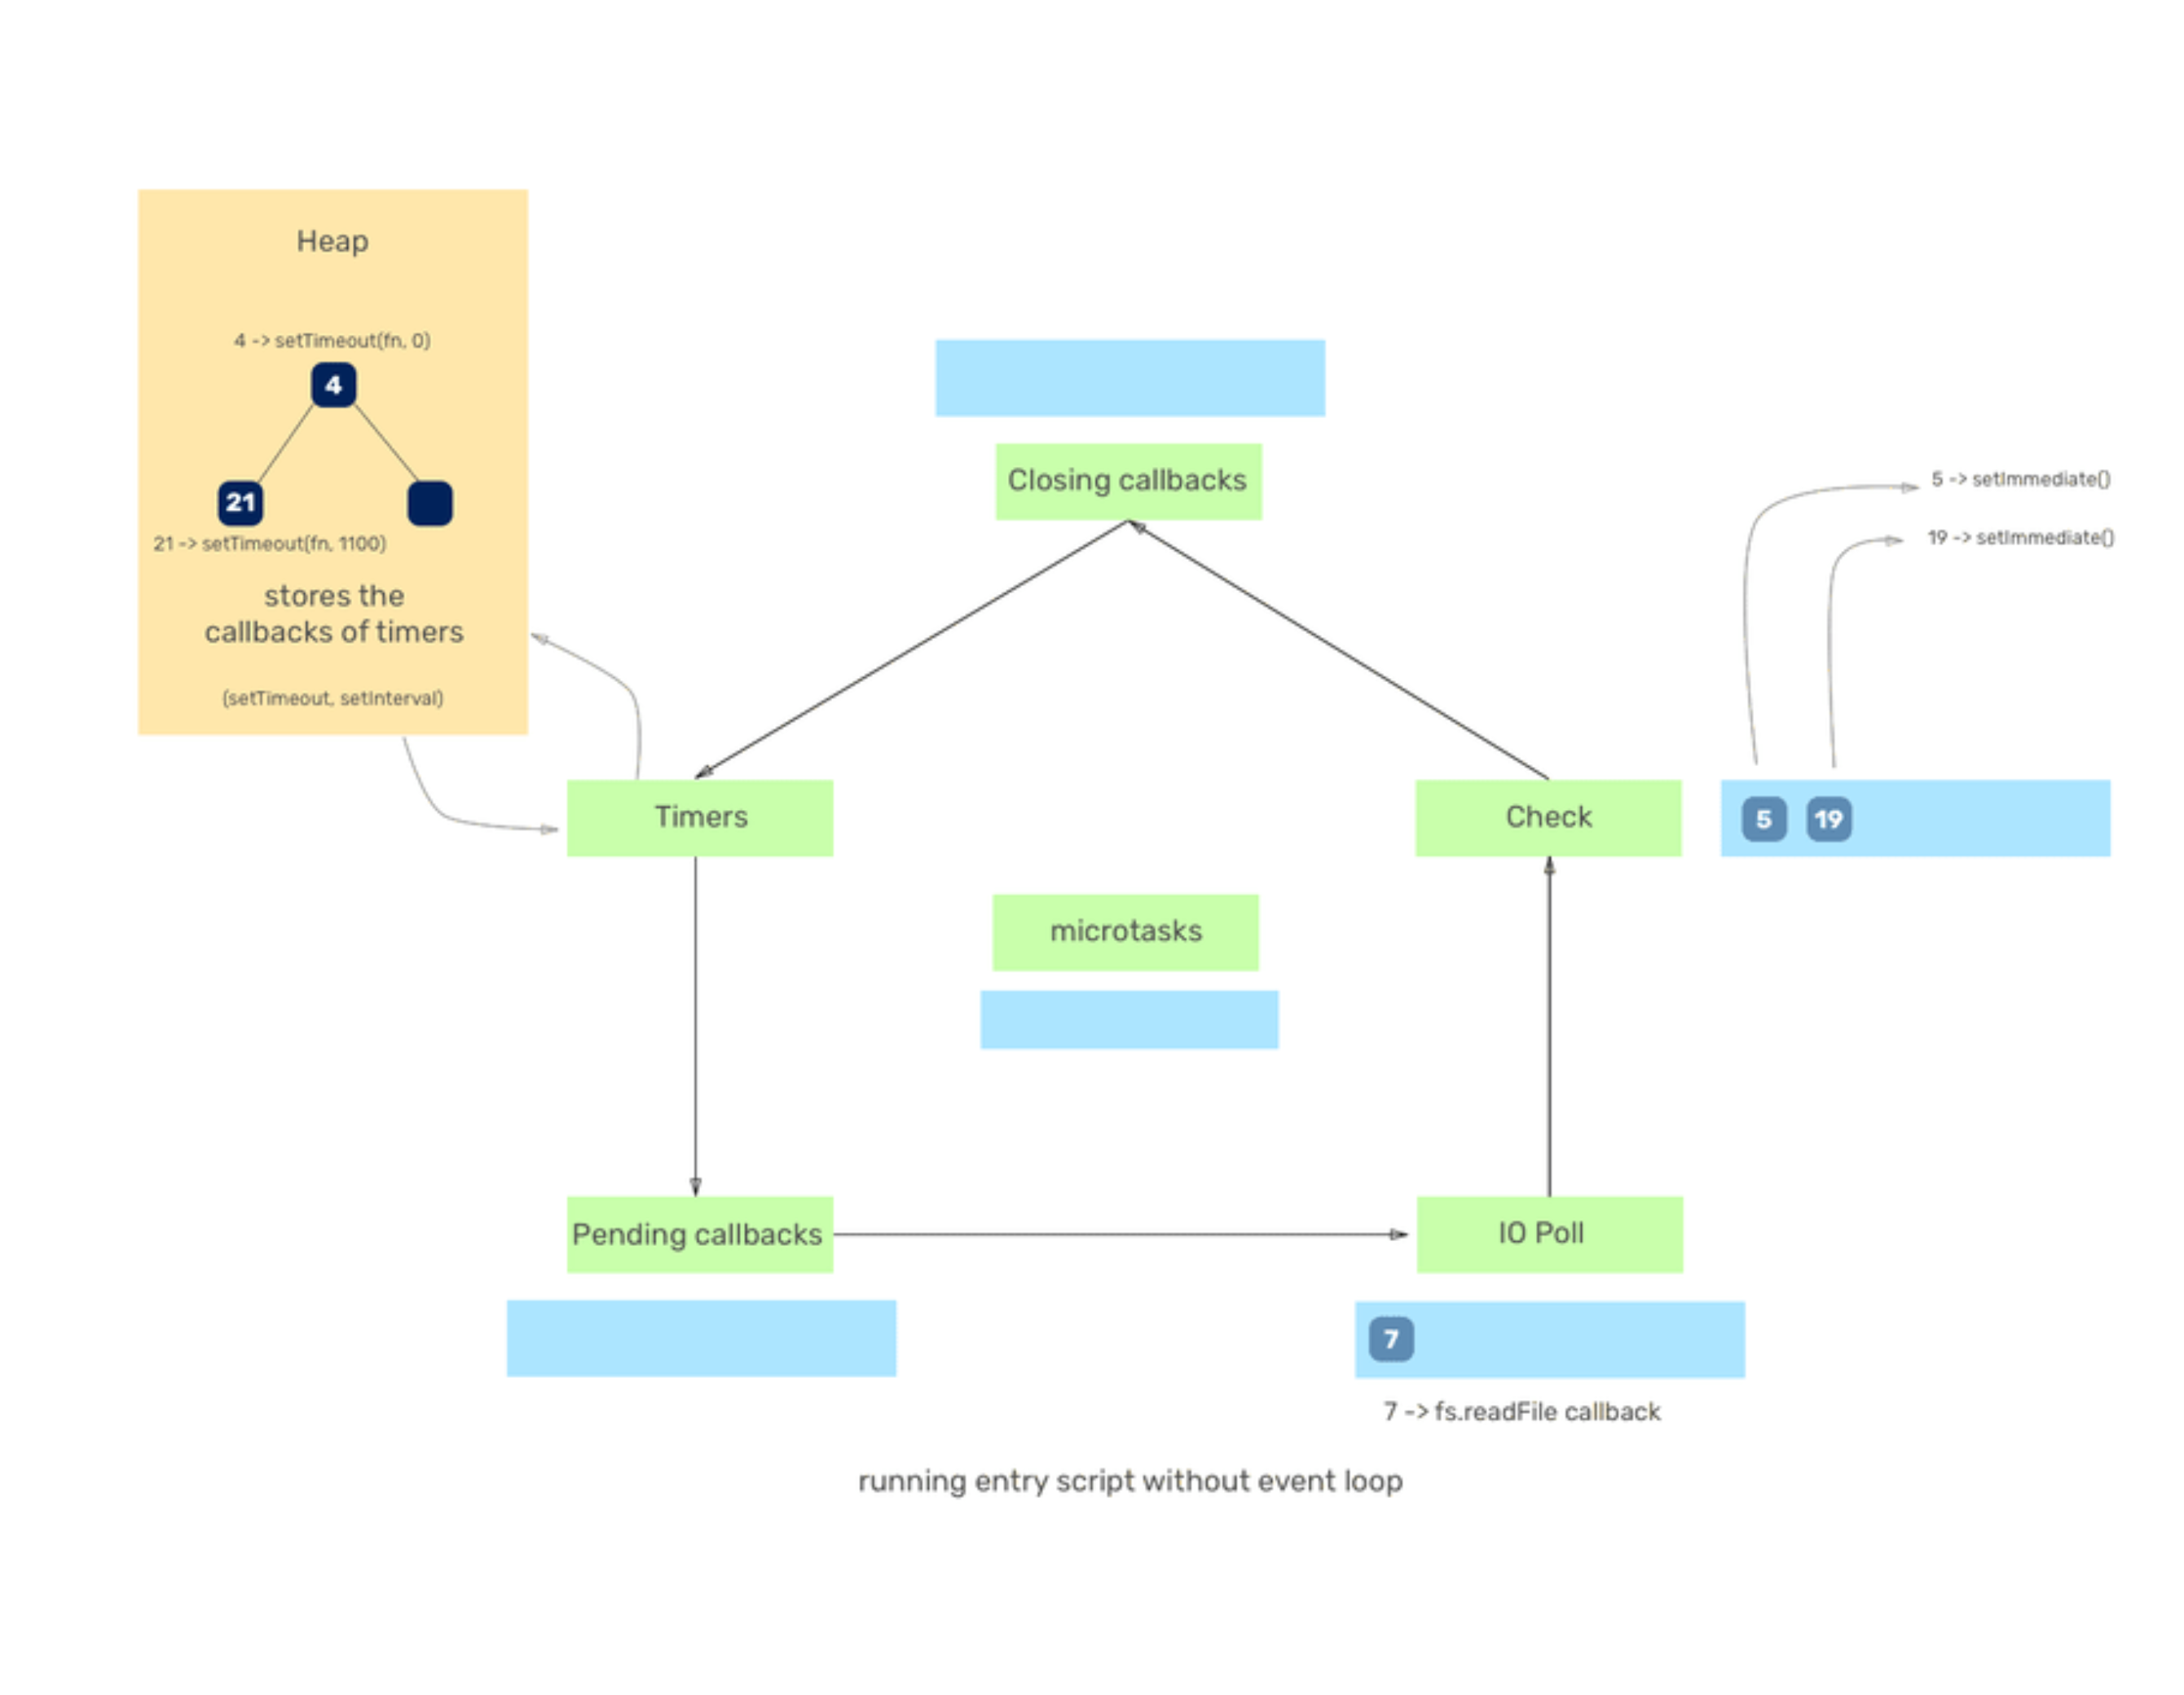 Heap
4 -> setTimeout(fn, 0)
4
21
21 -> setTimeout(fn, 1100)
stores the
callbacks of timers
(setTimeout, setInterval)
Closing callbacks
5 -> setImmediate()
19 -> setImmediate()
Timers
Check
5
19
microtasks
Pending callbacks
IO Poll
7
7 -> fs.readFile callback
running entry script without event loop